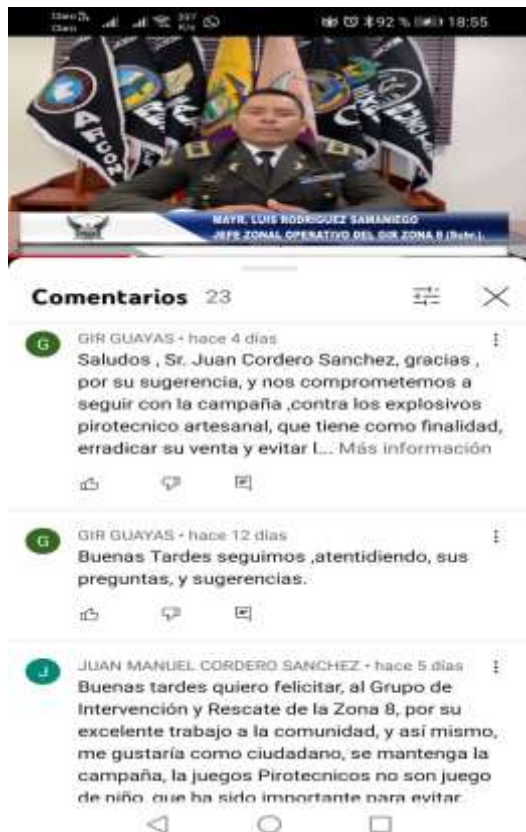 Claro
Claro
92 % 18:55
MAYR. LUIS RODRIGUEZ SAMANIEGO
JEFE ZONAL OPERATIVO DEL GIR ZONA 8 (Subr.).
Comentarios 23
G
GIR GUAYAS • hace 4 días
Saludos , Sr. Juan Cordero Sanchez, gracias ,
por su sugerencia, y nos comprometemos a
seguir con la campaña ,contra los explosivos
pirotecnico artesanal, que tiene como finalidad,
erradicar su venta y evitar l... Más información
G
GIR GUAYAS • hace 12 días
Buenas Tardes seguimos ,atentidiendo, sus
preguntas, y sugerencias.
J
JUAN MANUEL CORDERO SANCHEZ • hace 5 días
Buenas tardes quiero felicitar, al Grupo de
Intervención y Rescate de la Zona 8, por su
excelente trabajo a la comunidad, y así mismo,
me gustaría como ciudadano, se mantenga la
campaña, la juegos Pirotecnicos no son juego
de niño, que ha sido importante para evitar